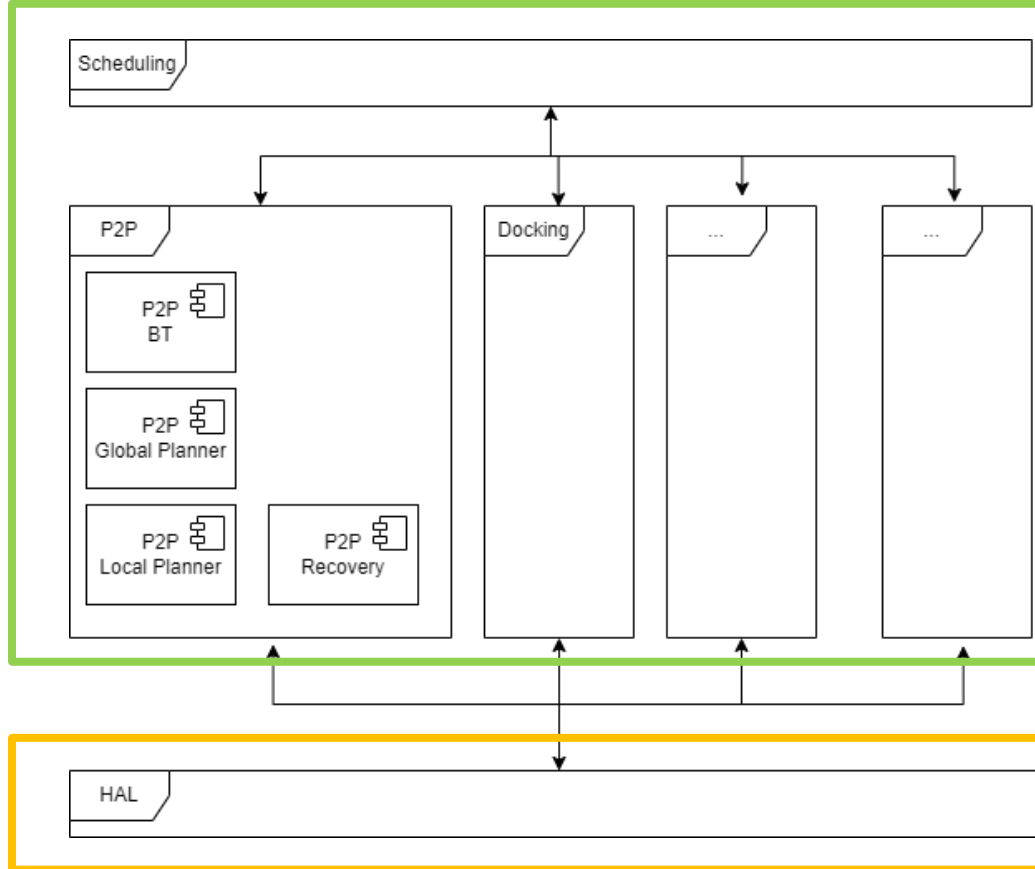 Scheduling
P2P
Docking
...
...
P2P
BT
P2P
Global Planner
P2P
Local Planner
P2P
Recovery
HAL